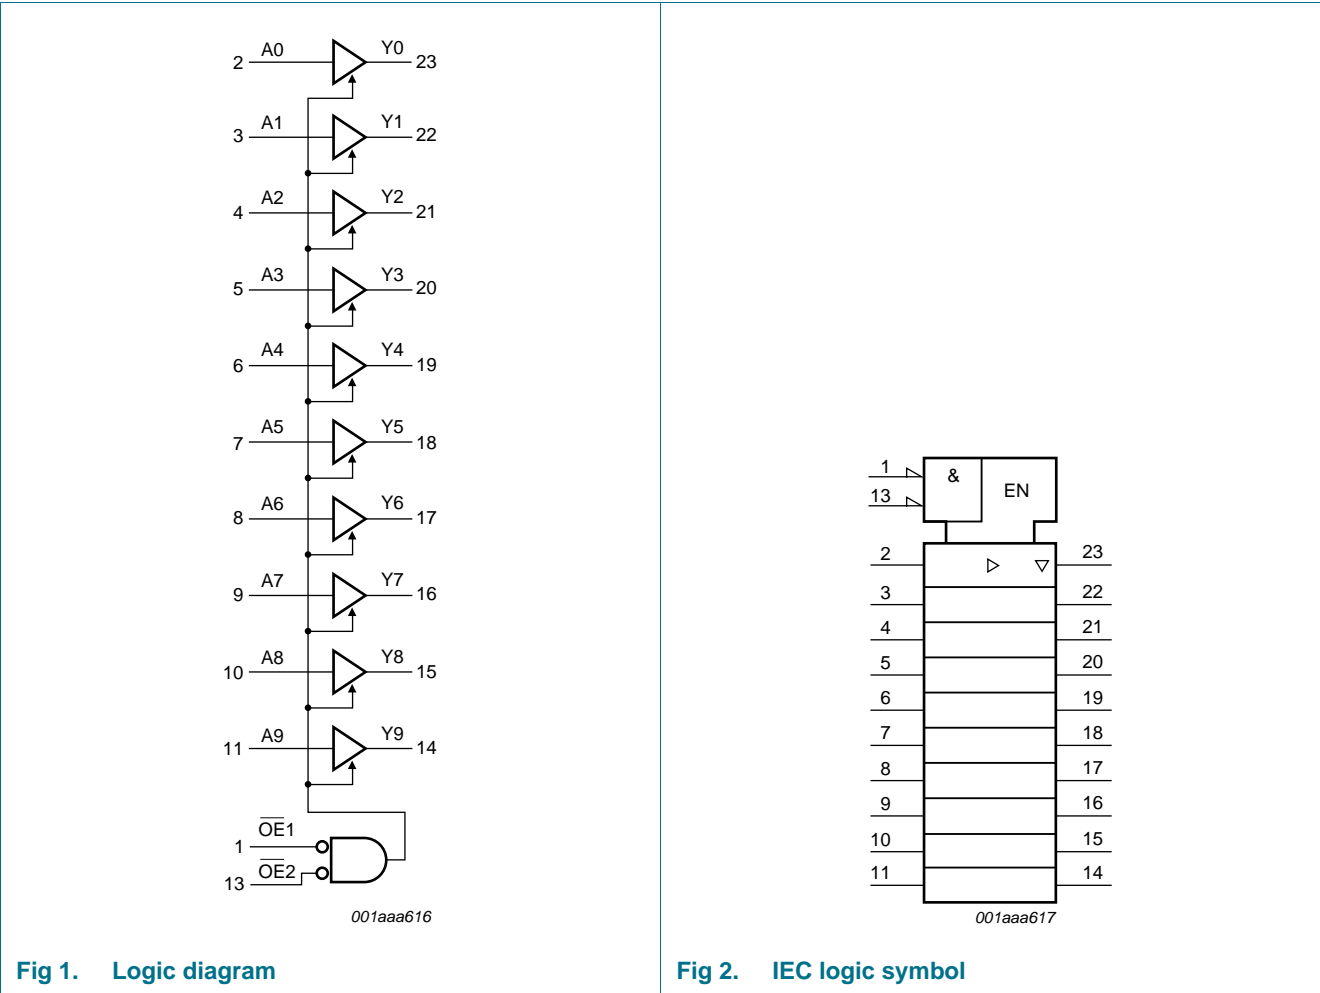 A0
Y0
2
23
A1
Y1
3
22
A2
Y2
4
21
A3
Y3
5
20
A4
Y4
6
19
A5
Y5
7
18
A6
Y6
8
17
A7
Y7
9
16
A8
Y8
10
15
A9
Y9
11
14
O̅E̅1
1
O̅E̅2
13
001aaa616
Fig 1. Logic diagram
1
&
EN
13
2
23
3
22
4
21
5
20
6
19
7
18
8
17
9
16
10
15
11
14
001aaa617
Fig 2. IEC logic symbol